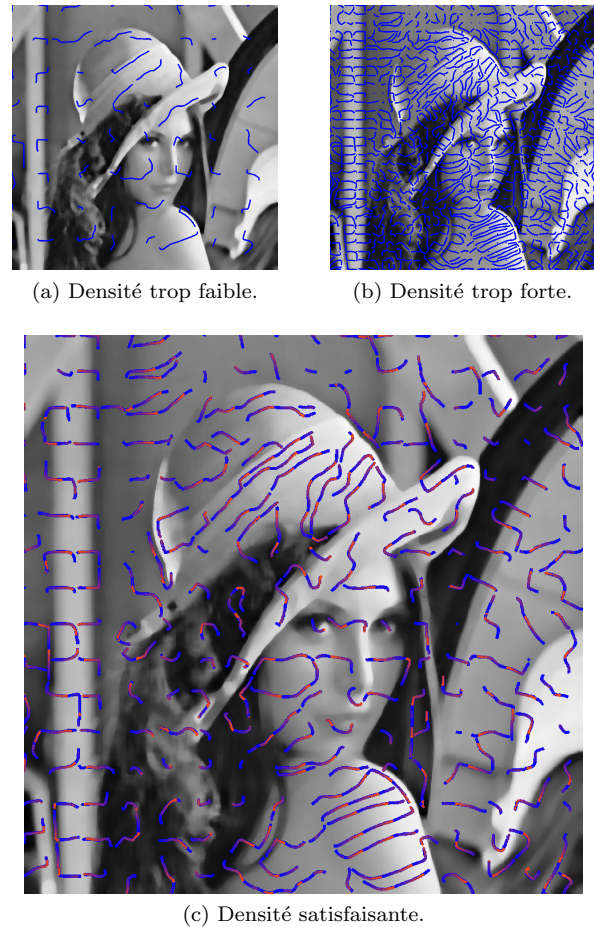 (a) Densité trop faible.
(b) Densité trop forte.
(c) Densité satisfaisante.